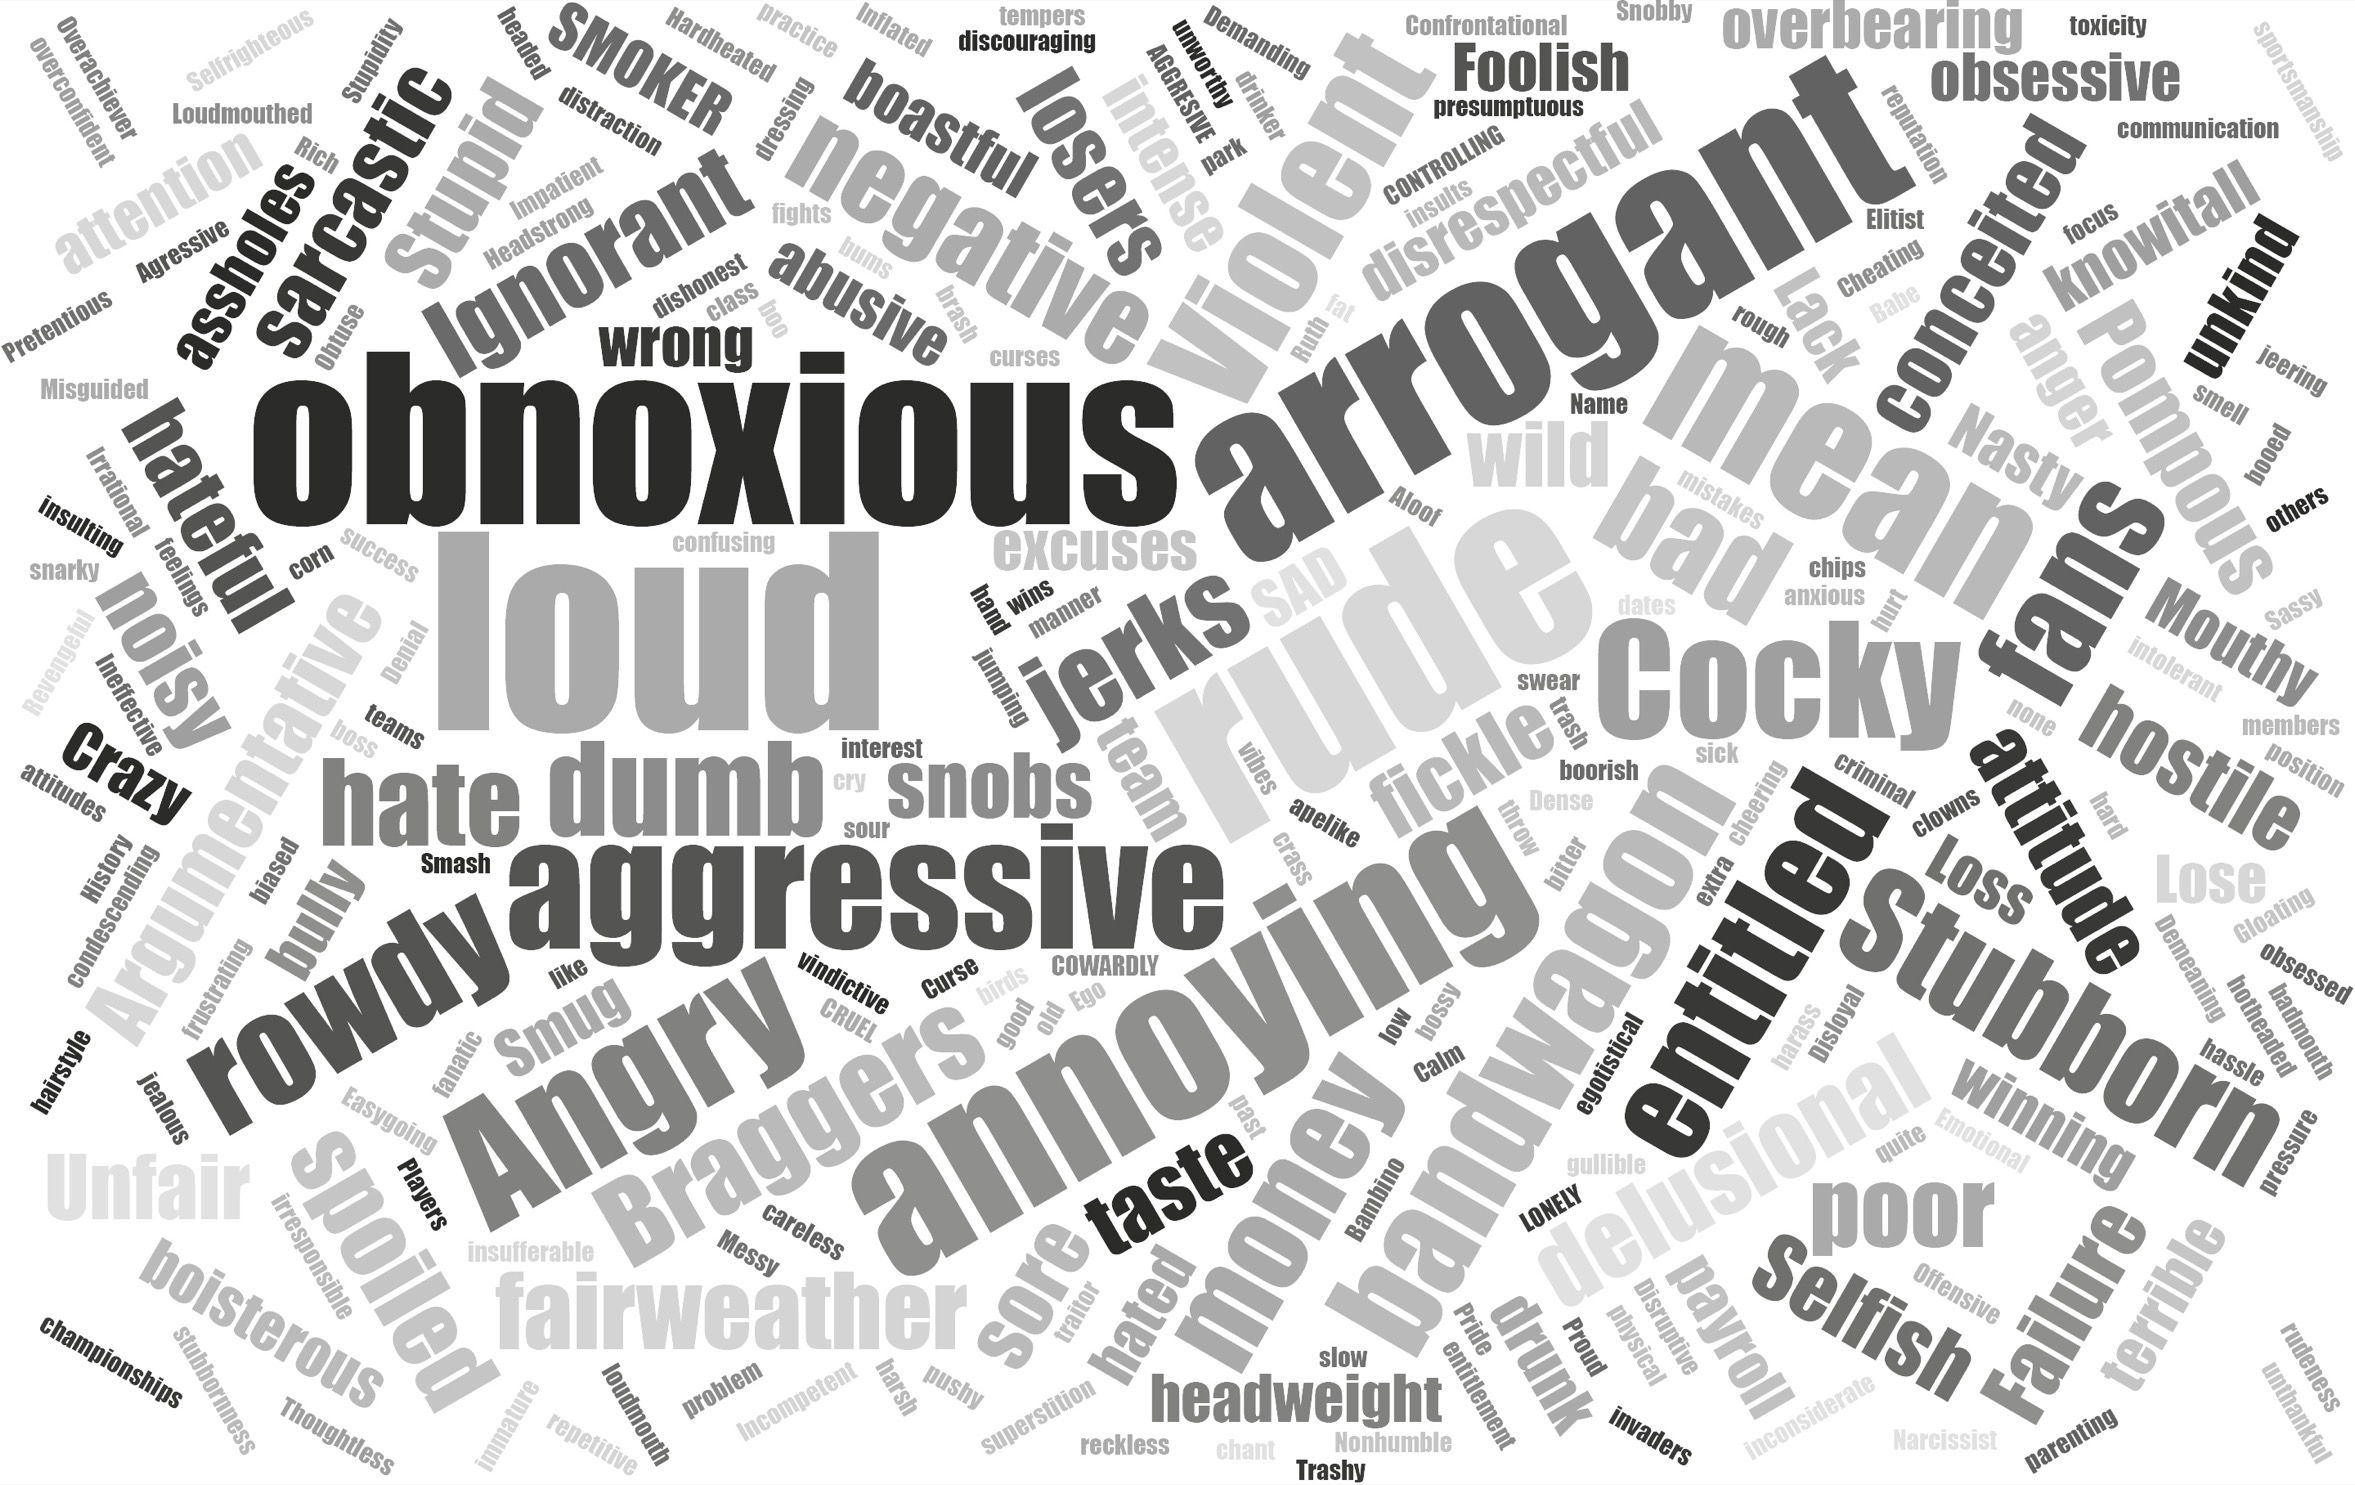 Overachiever
overconfident
Selfrighteous
Loudmouthed
Stupidity
headed
SMOKER
Hardheated
practice
Inflated
tempers
discouraging
unworthy
Demanding
AGGRESIVE
drinker
park
Confrontational
Snobby
overbearing
toxicity
Foolish
presumptuous
obsessive
sportsmanship
communication
reputation
attention
Rich
sarcastic
assholes
Stupid
distraction
dressing
boastful
losers
intense
violent
CONTROLLING
insults
disrespectful
arrogant
Elitist
Cheating
conceited
focus
knowitall
unkind
Agressive
Pretentious
Obtuse
Impatient
Headstrong
Ignorant
fights
negative
bums
abusive
dishonest
class
boo
brash
curses
wrong
Ruth
fat
rough
Lack
Babe
anger
Pompous
jeering
smell
booed
others
Misguided
hateful
obnoxious
Name
wild
mean
Nasty
fans
Irrational
insulting
feelings
snarky
corn
success
confusing
excuses
Aloof
bad
mistakes
chips
anxious
hurt
dates
noisy
Revengeful
Ineffective
loud
hand
wins
manner
jumping
jerks
SAD
rude
Cocky
swear
trash
Mouthy
Sassy
intolerant
none
members
position
hostile
Argumentative
Denial
boss
teams
Crazy
attitudes
hate
dumb
interest
cry
snobs
sour
Smash
team
vibes
apelike
fickle
boorish
Dense
sick
criminal
clowns
attitude
hard
Lose
Gloating
History
condescending
biased
bully
frustrating
rowdy
aggressive
crass
throw
bitter
cheering
extra
bandwagon
entitled
Loss
Stubborn
Demeaning
obsessed
hotheaded
badmouth
hassle
like
vindictive
Curse
COWARDLY
birds
CRUEL
good
old
Ego
annoying
low
bossy
Calm
egotistical
harass
Disloyal
hairstyle
jealous
fanatic
Smug
Angry
Braggers
Easygoing
Players
past
taste
money
Bambino
LONELY
gullible
delusional
quite
Emotional
winning
pressure
Unfair
spoiled
irresponsible
insufferable
Messy
careless
fairweather
sore
traitor
hated
poor
Selfish
Offensive
Failure
terrible
boisterous
championships
stubbornness
Thoughtless
immature
repetitive
loudmouth
problem
Incompetent
harsh
pushy
superstition
reckless
headweight
slow
chant
Nonhumble
Trashy
Pride
entitlement
drunk
Proud
physical
Disruptive
payroll
invaders
inconsiderate
Narcissist
parenting
rudeness
unthankful